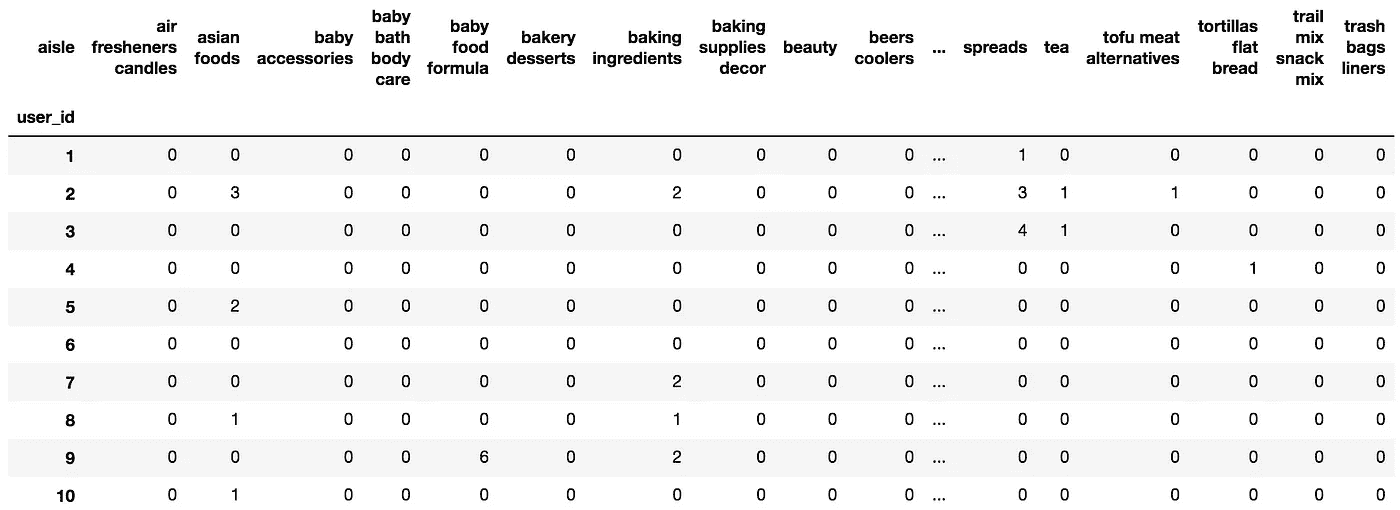 aisle air fresheners candles asian foods baby accessories baby bath body care baby food formula bakery desserts baking ingredients baking supplies decor beauty beers coolers ... spreads tea tofu meat alternatives tortillas flat bread trail mix snack mix trash bags liners
user_id
1 0 0 0 0 0 0 0 0 0 0 ... 1 0 0 0 0 0
2 0 3 0 0 0 0 2 0 0 0 ... 3 1 1 0 0 0
3 0 0 0 0 0 0 0 0 0 0 ... 4 1 0 0 0 0
4 0 0 0 0 0 0 0 0 0 0 ... 0 0 0 1 0 0
5 0 2 0 0 0 0 0 0 0 0 ... 0 0 0 0 0 0
6 0 0 0 0 0 0 0 0 0 0 ... 0 0 0 0 0 0
7 0 0 0 0 0 0 2 0 0 0 ... 0 0 0 0 0 0
8 0 1 0 0 0 0 1 0 0 0 ... 0 0 0 0 0 0
9 0 0 0 0 6 0 2 0 0 0 ... 0 0 0 0 0 0
10 0 1 0 0 0 0 0 0 0 0 ... 0 0 0 0 0 0